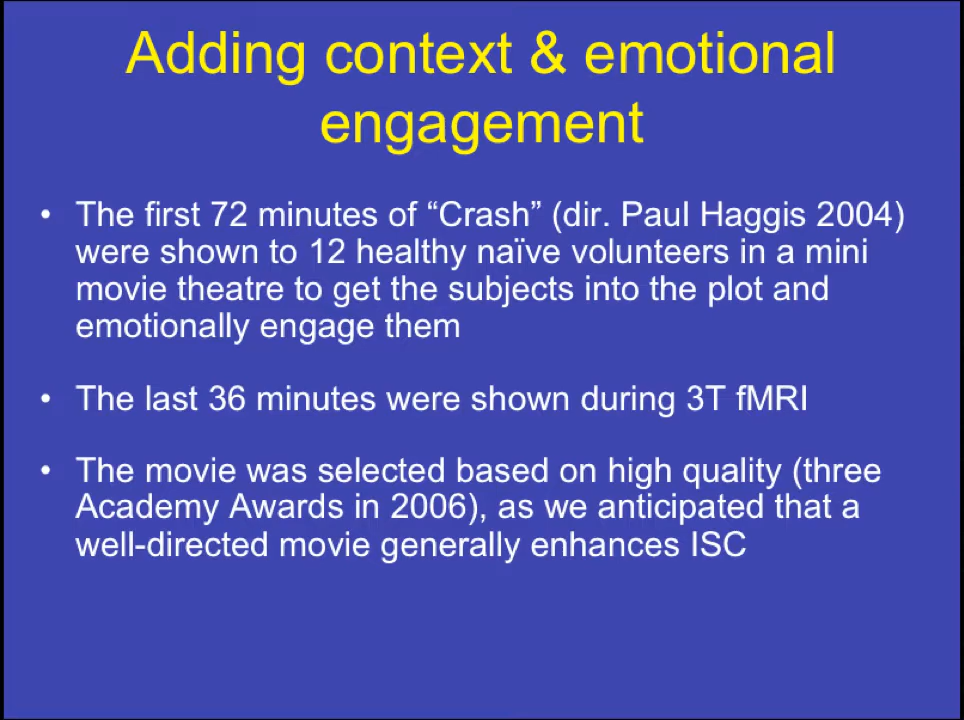 Adding context & emotional
engagement
• The first 72 minutes of “Crash” (dir. Paul Haggis 2004)
were shown to 12 healthy naïve volunteers in a mini
movie theatre to get the subjects into the plot and
emotionally engage them
• The last 36 minutes were shown during 3T fMRI
• The movie was selected based on high quality (three
Academy Awards in 2006), as we anticipated that a
well-directed movie generally enhances ISC